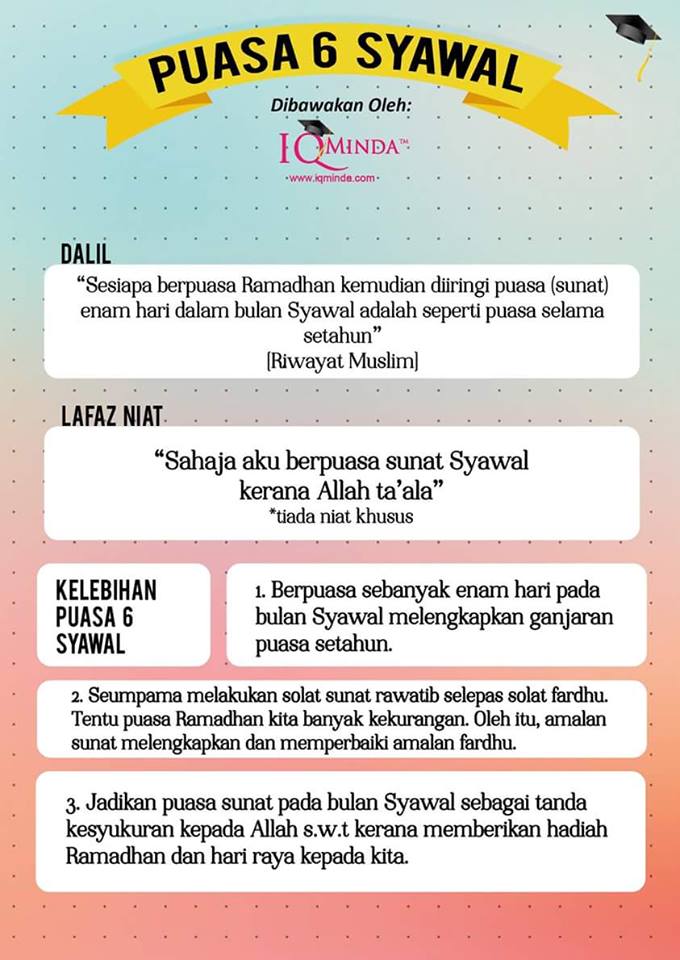 PUASA 6 SYAWAL
Dibawakan Oleh:
IQMINDA™
•www.iqminda.com•
DALIL
“Sesiapa berpuasa Ramadhan kemudian diiringi puasa (sunat)
enam hari dalam bulan Syawal adalah seperti puasa selama
setahun”
[Riwayat Muslim]
LAFAZ NIAT
“Sahaja aku berpuasa sunat Syawal
kerana Allah ta’ala”
*tiada niat khusus
KELEBIHAN
PUASA 6
SYAWAL
1. Berpuasa sebanyak enam hari pada
bulan Syawal melengkapkan ganjaran
puasa setahun.
2. Seumpama melakukan solat sunat rawatib selepas solat fardhu.
Tentu puasa Ramadhan kita banyak kekurangan. Oleh itu, amalan
sunat melengkapkan dan memperbaiki amalan fardhu.
3. Jadikan puasa sunat pada bulan Syawal sebagai tanda
kesyukuran kepada Allah s.w.t kerana memberikan hadiah
Ramadhan dan hari raya kepada kita.